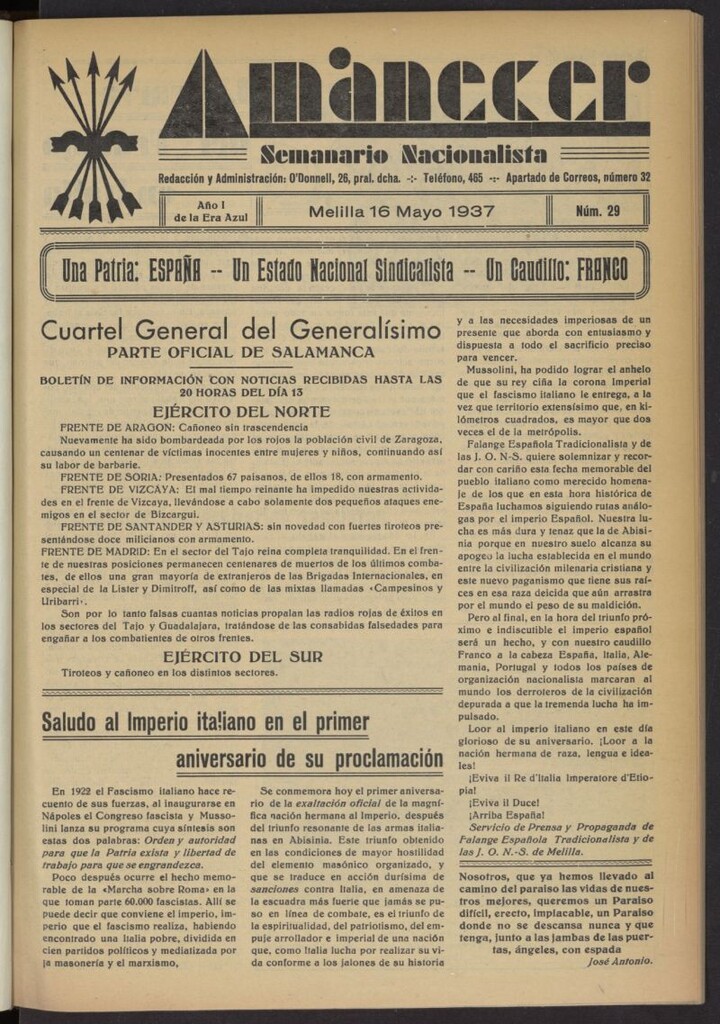 Amanecer
Semanario Nacionalista
Redacción y Administración: O'Donnell, 26, pral. dcha. -:- Teléfono, 465 -:- Apartado de Correos, número 32
Año I
de la Era Azul
Melilla 16 Mayo 1937
Núm. 29
Una Patria: ESPAÑA -- Un Estado Nacional Sindicalista -- Un Caudillo: FRANCO
Cuartel General del Generalísimo
PARTE OFICIAL DE SALAMANCA
BOLETÍN DE INFORMACIÓN CON NOTICIAS RECIBIDAS HASTA LAS
20 HORAS DEL DÍA 13
EJÉRCITO DEL NORTE
FRENTE DE ARAGON: Cañoneo sin trascendencia
Nuevamente ha sido bombardeada por los rojos la población civil de Zaragoza,
causando un centenar de víctimas inocentes entre mujeres y niños, continuando así
su labor de barbarie.
FRENTE DE SORIA: Presentados 67 paisanos, de ellos 18, con armamento.
FRENTE DE VIZCAYA: El mal tiempo reinante ha impedido nuestras activida-
des en el frente de Vizcaya, llevándose a cabo solamente dos pequeños ataques ene-
migos en el sector de Bizcargui.
FRENTE DE SANTANDER Y ASTURIAS: sin novedad con fuertes tiroteos pre-
sentándose doce milicianos con armamento.
FRENTE DE MADRID: En el sector del Tajo reina completa tranquilidad. En el fren-
te de nuestras posiciones permanecen centenares de muertos de los últimos comba-
tes, de ellos una gran mayoría de extranjeros de las Brigadas Internacionales, en
especial de la Lister y Dimitroff, así como de las mixtas llamadas «Campesinos y
Uribarri».
Son por lo tanto falsas cuantas noticias propalan las radios rojas de éxitos en
los sectores del Tajo y Guadalajara, tratándose de las consabidas falsedades para
engañar a los combatientes de otros frentes.
EJÉRCITO DEL SUR
Tiroteos y cañoneo en los distintos sectores.
Saludo al Imperio italiano en el primer
aniversario de su proclamación
En 1922 el Fascismo italiano hace re-
cuento de sus fuerzas, al inaugurarse en
Nápoles el Congreso fascista y Musso-
lini lanza su programa cuya síntesis son
estas dos palabras: Orden y autoridad
para que la Patria exista y libertad de
trabajo para que se engrandezca.
Poco después ocurre el hecho memo-
rable de la «Marcha sobre Roma» en la
que toman parte 60.000 fascistas. Allí se
puede decir que conviene el imperio, im-
perio que el fascismo realiza, habiendo
encontrado una Italia pobre, dividida en
cien partidos políticos y mediatizada por
la masonería y el marxismo,
Se conmemora hoy el primer aniversa-
rio de la exaltación oficial de la magní-
fica nación hermana al Imperio, después
del triunfo resonante de las armas italia-
nas en Abisinia. Este triunfo obtenido
en las condiciones de mayor hostilidad
del elemento masónico organizado, y
que se traduce en acción durísima de
sanciones contra Italia, en amenaza de
la escuadra más fuerte que jamás se pu-
so en línea de combate, es el triunfo de
la espiritualidad, del patriotismo, del em-
puje arrollador e imperial de una nación
que, como Italia lucha por realizar su vi-
da conforme a los jalones de su historia
y a las necesidades imperiosas de un
presente que aborda con entusiasmo y
dispuesta a todo el sacrificio preciso
para vencer.
Mussolini, ha podido lograr el anhelo
de que su rey ciña la corona Imperial
que el fascismo italiano le entrega, a la
vez que territorio extensísimo que, en ki-
lómetros cuadrados, es mayor que dos
veces el de la metrópolis.
Falange Española Tradicionalista y de
las J. O. N-S. quiere solemnizar y recor-
dar con cariño esta fecha memorable del
pueblo italiano como merecido homena-
je de los que en esta hora histórica de
España luchamos siguiendo rutas análo-
gas por el imperio Español. Nuestra lu-
cha es más dura y tenaz que la de Abisi-
nia porque en nuestro suelo alcanza su
apogeo la lucha establecida en el mundo
entre la civilización milenaria cristiana y
este nuevo paganismo que tiene sus raí-
ces en esa raza deicida que aún arrastra
por el mundo el peso de su maldición.
Pero al final, en la hora del triunfo pró-
ximo e indiscutible el imperio español
será un hecho, y con nuestro caudillo
Franco a la cabeza España, Italia, Ale-
mania, Portugal y todos los países de
organización nacionalista marcaran al
mundo los derroteros de la civilización
depurada a que la tremenda lucha ha im-
pulsado.
Loor al imperio italiano en este día
glorioso de su aniversario. ¡Loor a la
nación hermana de raza, lengua e idea-
les!
¡Eviva il Re d'Italia Imperatore d'Etio-
pia!
¡Eviva il Duce!
¡Arriba España!
Servicio de Prensa y Propaganda de
Falange Española Tradicionalista y de
las J. O. N.-S. de Melilla.
Nosotros, que ya hemos llevado al
camino del paraiso las vidas de nues-
tros mejores, queremos un Paraiso
difícil, erecto, implacable, un Paraiso
donde no se descansa nunca y que
tenga, junto a las jambas de las puer-
tas, ángeles, con espada
José Antonio.